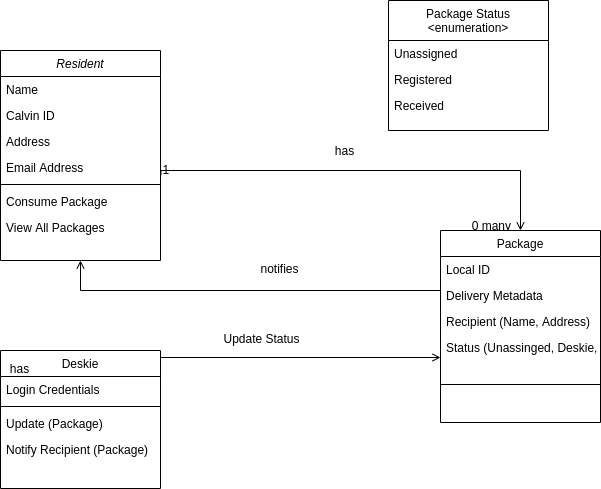 Package Status
<enumeration>
Unassigned
Registered
Received
Resident
Name
Calvin ID
Address
Email Address
Consume Package
View All Packages
1
has
0 many
Package
Local ID
Delivery Metadata
Recipient (Name, Address)
Status (Unassinged, Deskie,
notifies
Update Status
Deskie
has
Login Credentials
Update (Package)
Notify Recipient (Package)